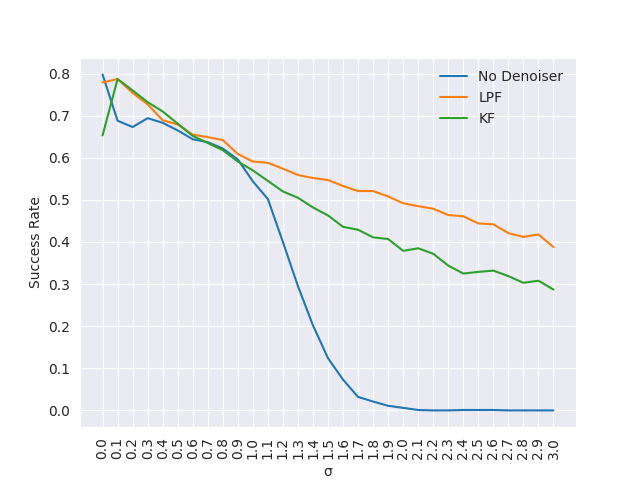 No Denoiser
LPF
KF
0.8
0.7
0.6
0.5
0.4
0.3
0.2
0.1
0.0
Success Rate
0.0 0.1 0.2 0.3 0.4 0.5 0.6 0.7 0.8 0.9 1.0 1.1 1.2 1.3 1.4 1.5 1.6 1.7 1.8 1.9 2.0 2.1 2.2 2.3 2.4 2.5 2.6 2.7 2.8 2.9 3.0
σ